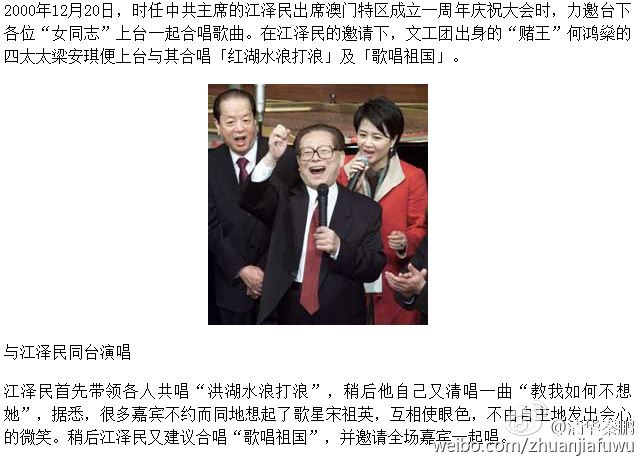 2000年12月20日，时任中共主席的江泽民出席澳门特区成立一周年庆祝大会时，力邀台下
各位“女同志”上台一起合唱歌曲。在江泽民的邀请下，文工团出身的“赌王”何鸿燊的
四太太梁安琪便上台与其合唱「红湖水浪打浪」及「歌唱祖国」。
与江泽民同台演唱
江泽民首先带领各人共唱“洪湖水浪打浪”，稍后他自己又清唱一曲“教我如何不想
她”，据悉，很多嘉宾不约而同地想起了歌星宋祖英，互相使眼色，不由自主地发出会心
的微笑。稍后江泽民又建议合唱“歌唱祖国”，并邀请全场嘉宾一起唱。
weibo.com/zhuanjiafuwu